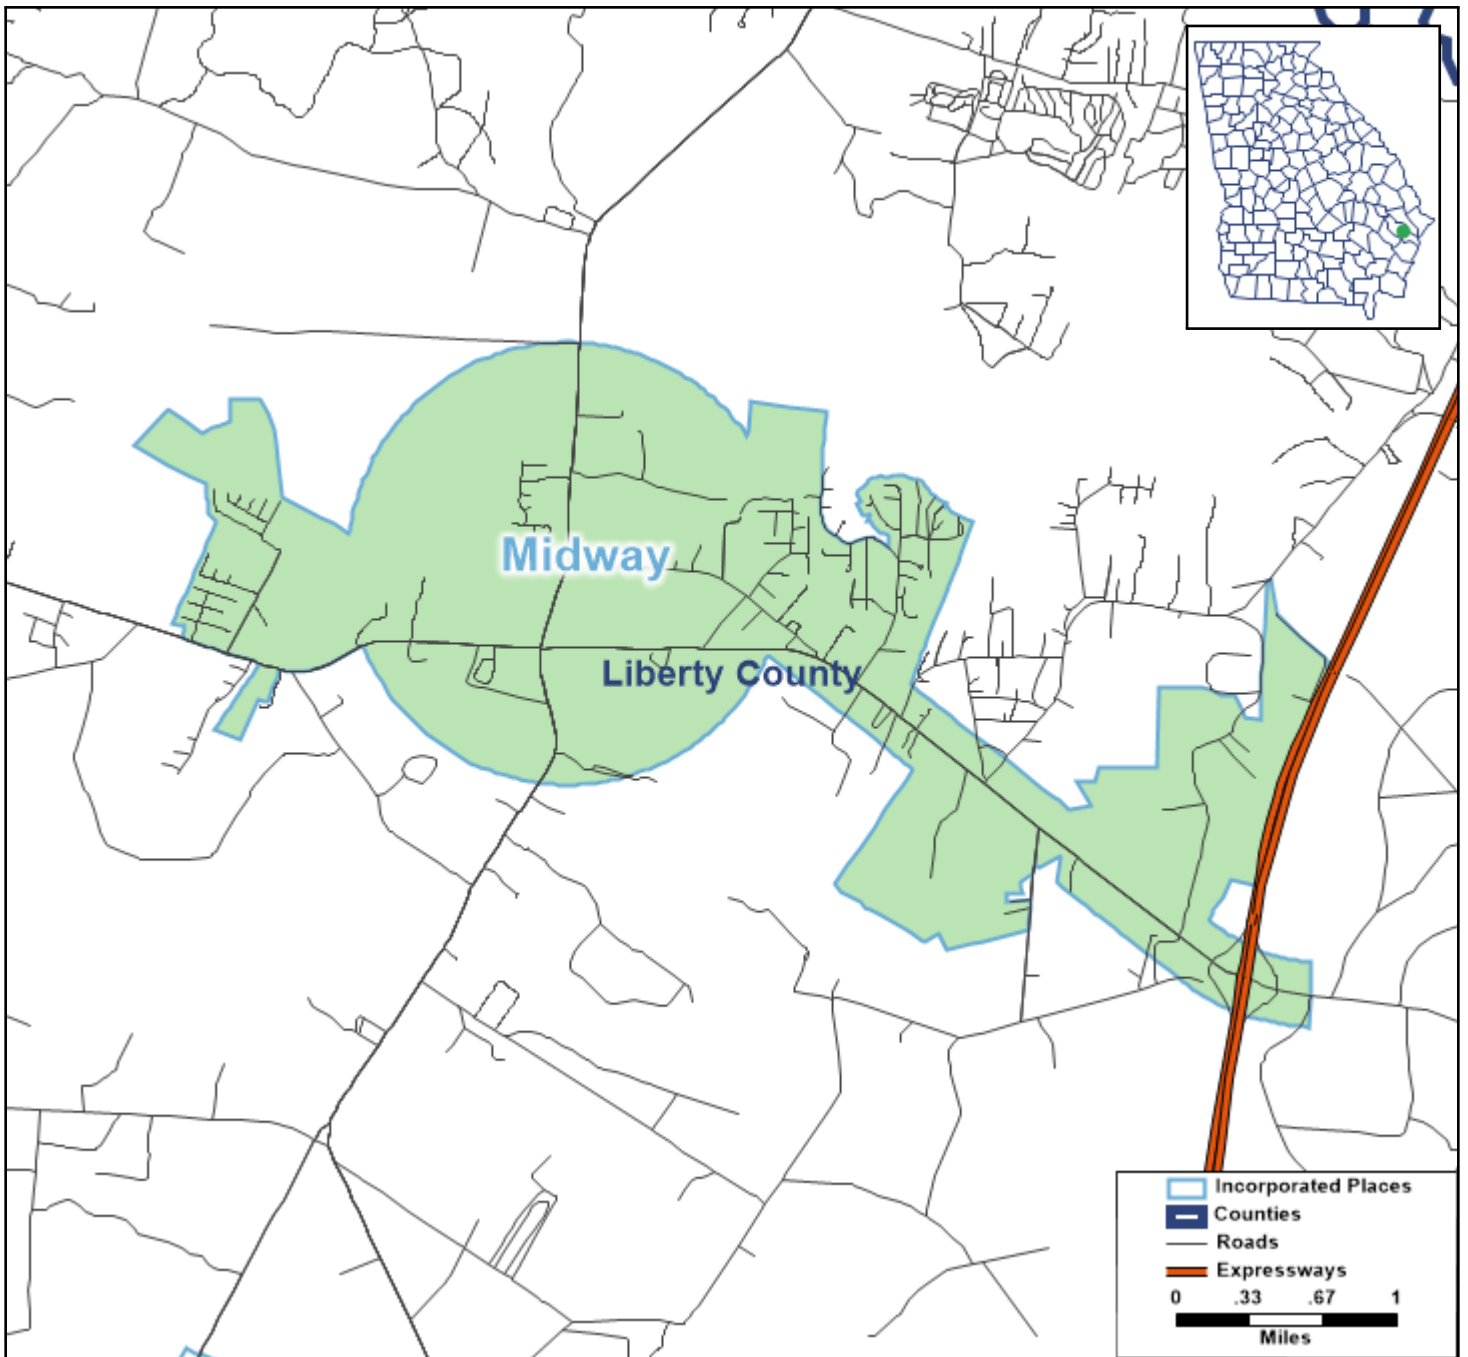 Midway
Liberty County
Incorporated Places
Counties
Roads
Expressways
0 .33 .67 1
Miles